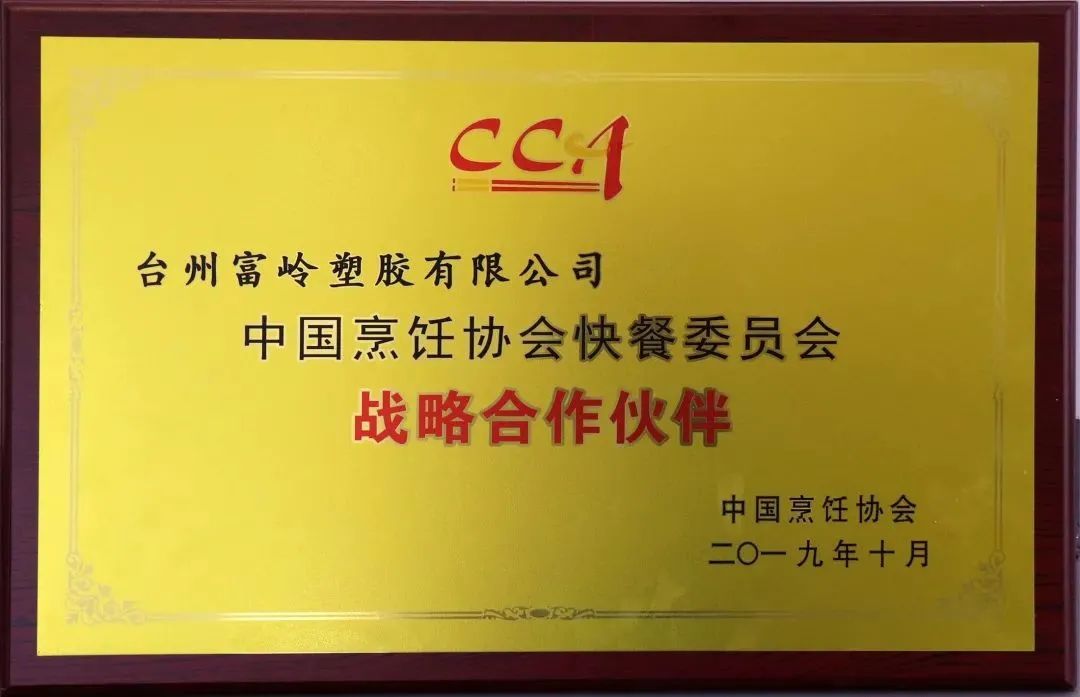 CCA
台州富岭塑胶有限公司
中国烹饪协会快餐委员会
战略合作伙伴
中国烹饪协会
二〇一九年十月